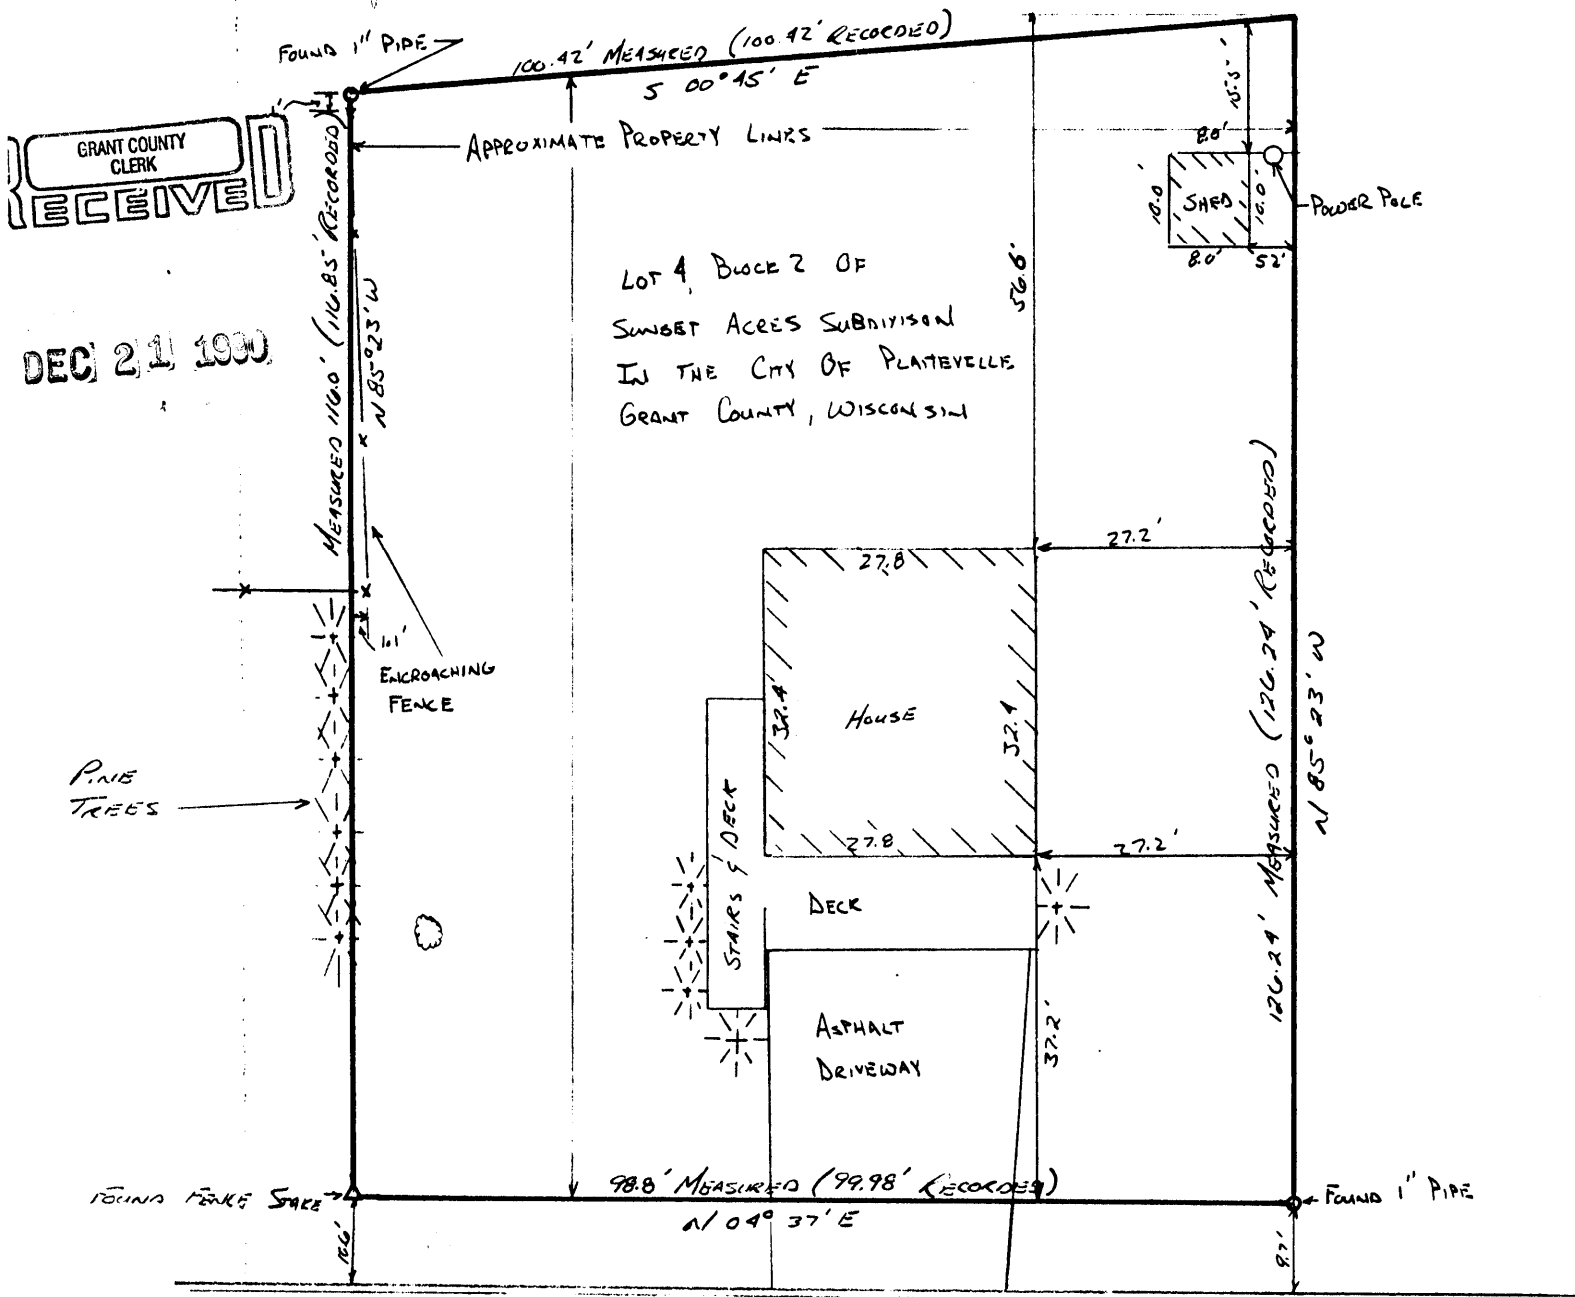 FOUND 1" PIPE
100.42' MEASURED (100.42' RECORDED)
S 00°45' E
APPROXIMATE PROPERTY LINES
GRANT COUNTY
CLERK
RECEIVED
DEC 21
MEASURED 116.0' (116.85' RECORDED)
N 85°23' W
15.5'
8.0'
10.0'
SHED
10.0'
8.0'
POWER POLE
LOT 4, BLOCK 2 OF
SUNSET ACRES SUBDIVISON
IN THE CITY OF PLATTEVILLE
GRANT COUNTY, WISCONSIN
56.6'
27.2'
27.8
32.4'
HOUSE
32.4
27.8
27.2'
126.24' MEASURED (126.24' RECORDED)
N 85°23' W
1.1'
ENCROACHING
FENCE
PINE
TREES
STAIRS & DECK
DECK
ASPHALT
DRIVEWAY
37.2'
FOUND FENCE STAKE
98.8' MEASURED (99.98' RECORDED)
N 04° 37' E
FOUND 1" PIPE
9.7'